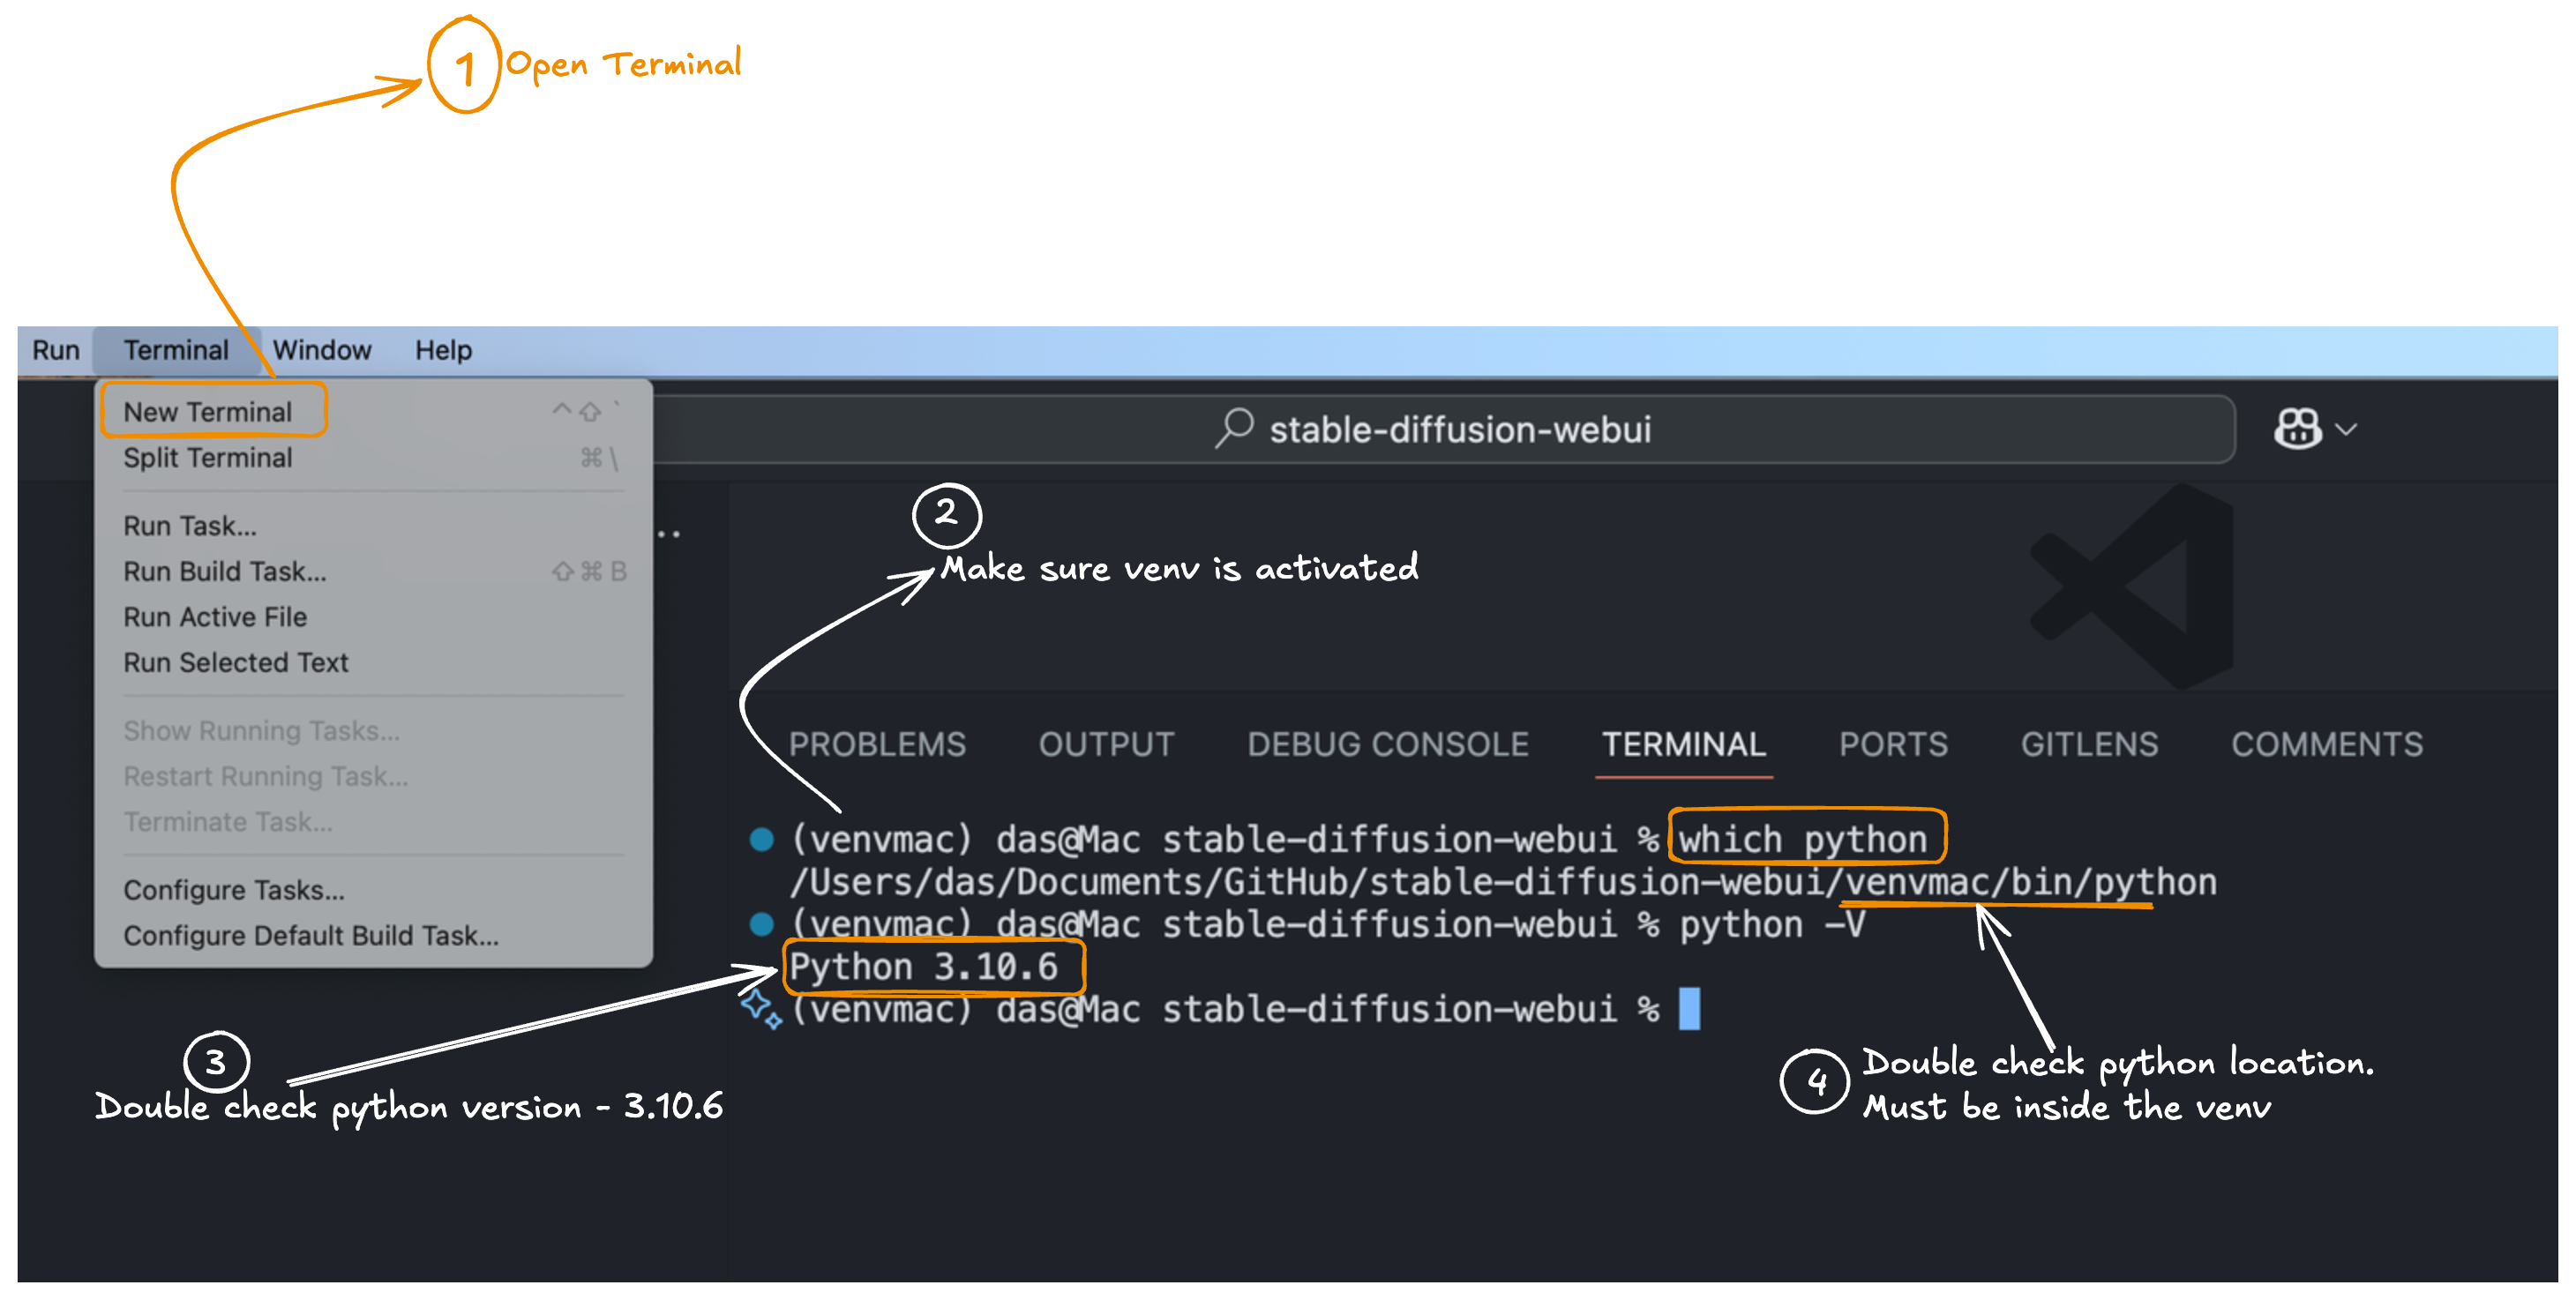 1 Open Terminal
Run Terminal Window Help
New Terminal ^⇧`
Split Terminal ⌘\
Run Task...
Run Build Task... ⇧⌘B
Run Active File
Run Selected Text
Show Running Tasks...
Restart Running Task...
Terminate Task...
Configure Tasks...
Configure Default Build Task...
stable-diffusion-webui
2
Make sure venv is activated
PROBLEMS OUTPUT DEBUG CONSOLE TERMINAL PORTS GITLENS COMMENTS
(venvmac) das@Mac stable-diffusion-webui % which python
/Users/das/Documents/GitHub/stable-diffusion-webui/venvmac/bin/python
(venvmac) das@Mac stable-diffusion-webui % python -V
Python 3.10.6
(venvmac) das@Mac stable-diffusion-webui %
3
Double check python version - 3.10.6
4 Double check python location.
Must be inside the venv